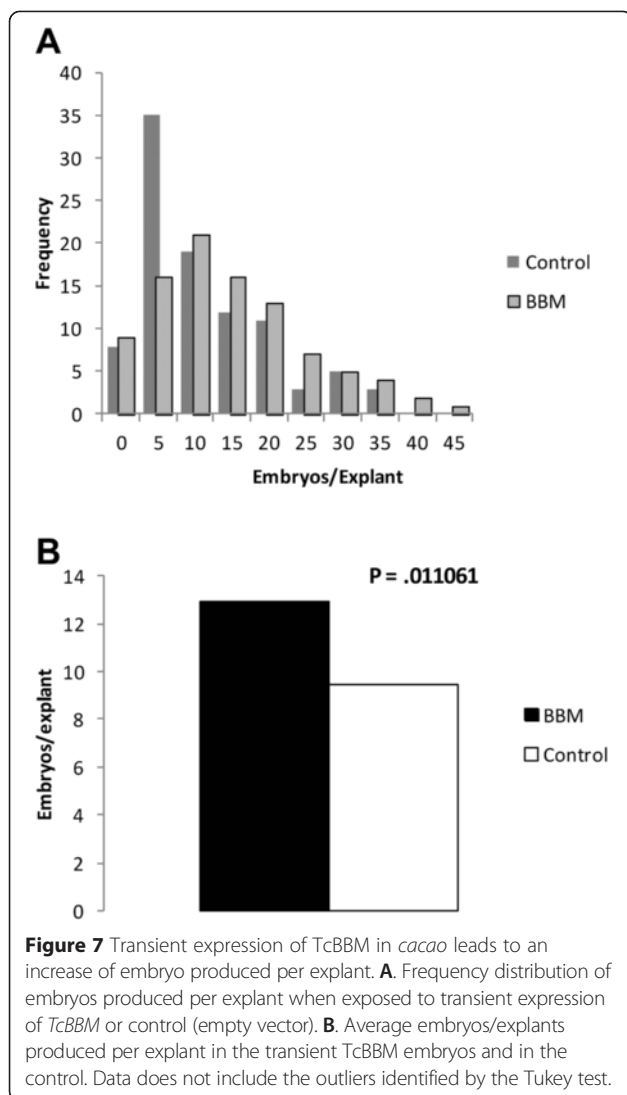 A
40
35
30
25
20
15
10
5
0
Frequency
0 5 10 15 20 25 30 35 40 45
Embryos/Explant
Control
BBM
B
P = .011061
14
12
10
8
6
4
2
0
Embryos/explant
BBM
Control
Figure 7 Transient expression of TcBBM in cacao leads to an
increase of embryo produced per explant. A. Frequency distribution of
embryos produced per explant when exposed to transient expression
of TcBBM or control (empty vector). B. Average embryos/explants
produced per explant in the transient TcBBM embryos and in the
control. Data does not include the outliers identified by the Tukey test.